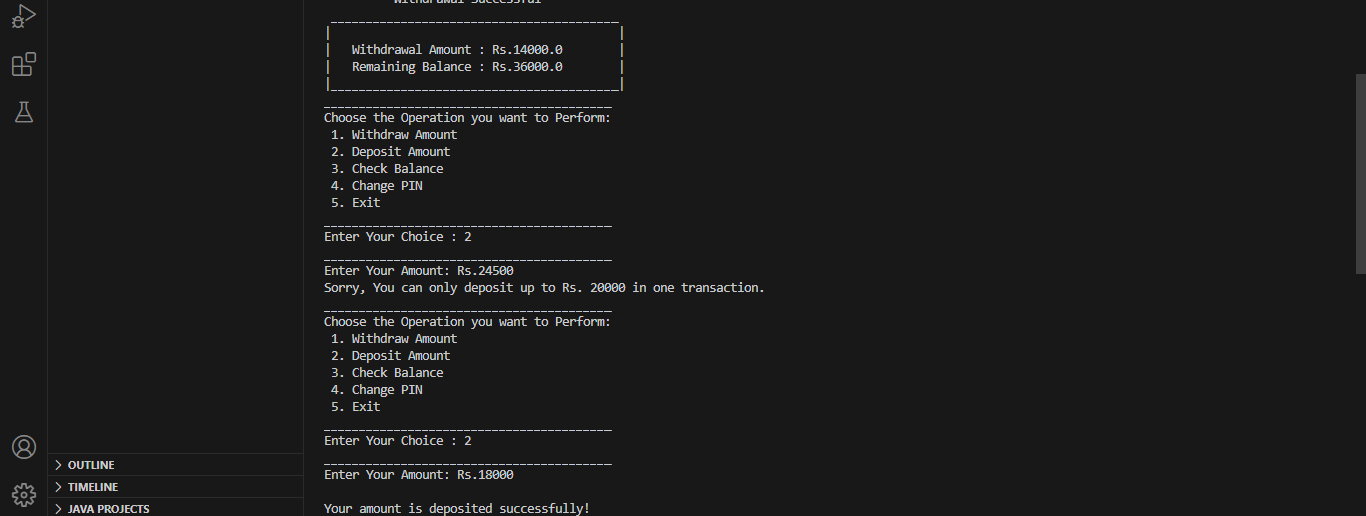 Withdrawal Successful
Withdrawal Amount : Rs.14000.0
Remaining Balance : Rs.36000.0
Choose the Operation you want to Perform:
1. Withdraw Amount
2. Deposit Amount
3. Check Balance
4. Change PIN
5. Exit
Enter Your Choice : 2
Enter Your Amount: Rs.24500
Sorry, You can only deposit up to Rs. 20000 in one transaction.
Choose the Operation you want to Perform:
1. Withdraw Amount
2. Deposit Amount
3. Check Balance
4. Change PIN
5. Exit
Enter Your Choice : 2
Enter Your Amount: Rs.18000
Your amount is deposited successfully!
OUTLINE
TIMELINE
JAVA PROJECTS